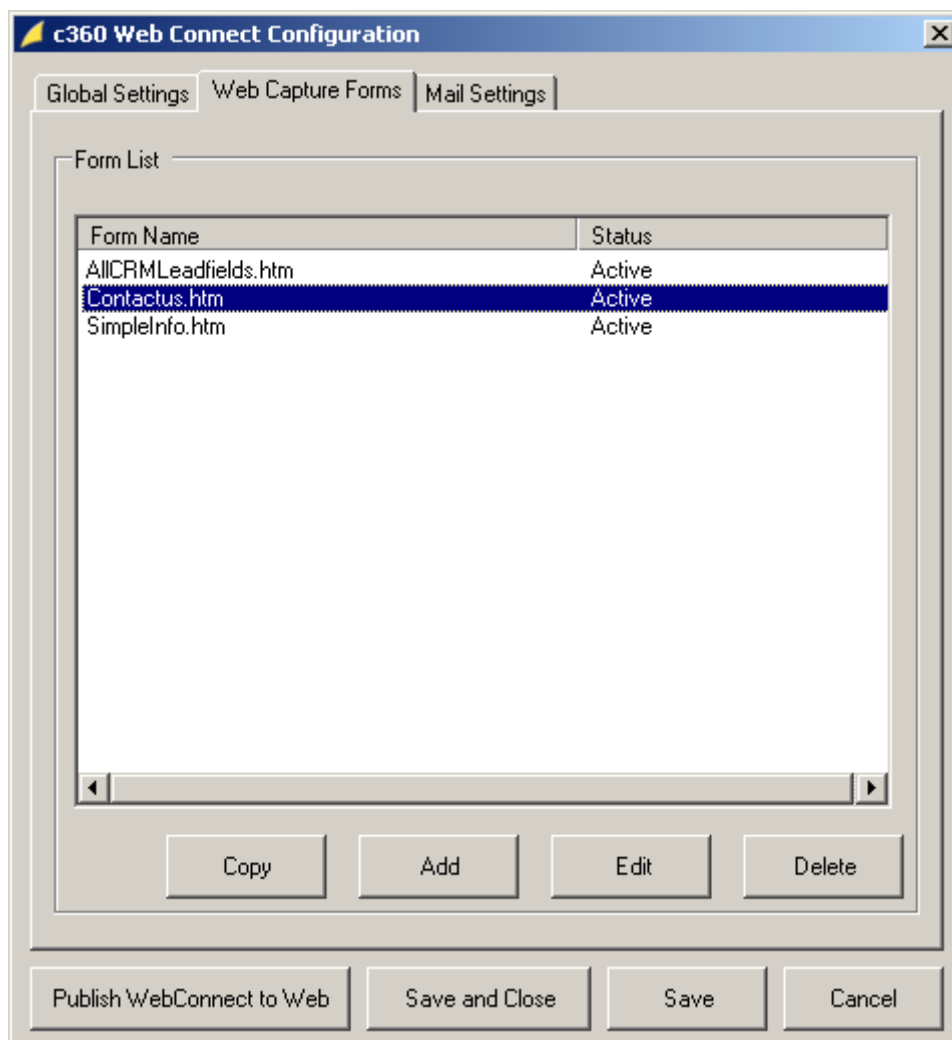 c360 Web Connect Configuration
Global Settings Web Capture Forms Mail Settings
Form List
Form Name Status
AllCRMLeadfields.htm Active
Contactus.htm Active
SimpleInfo.htm Active
Copy Add Edit Delete
Publish WebConnect to Web Save and Close Save Cancel